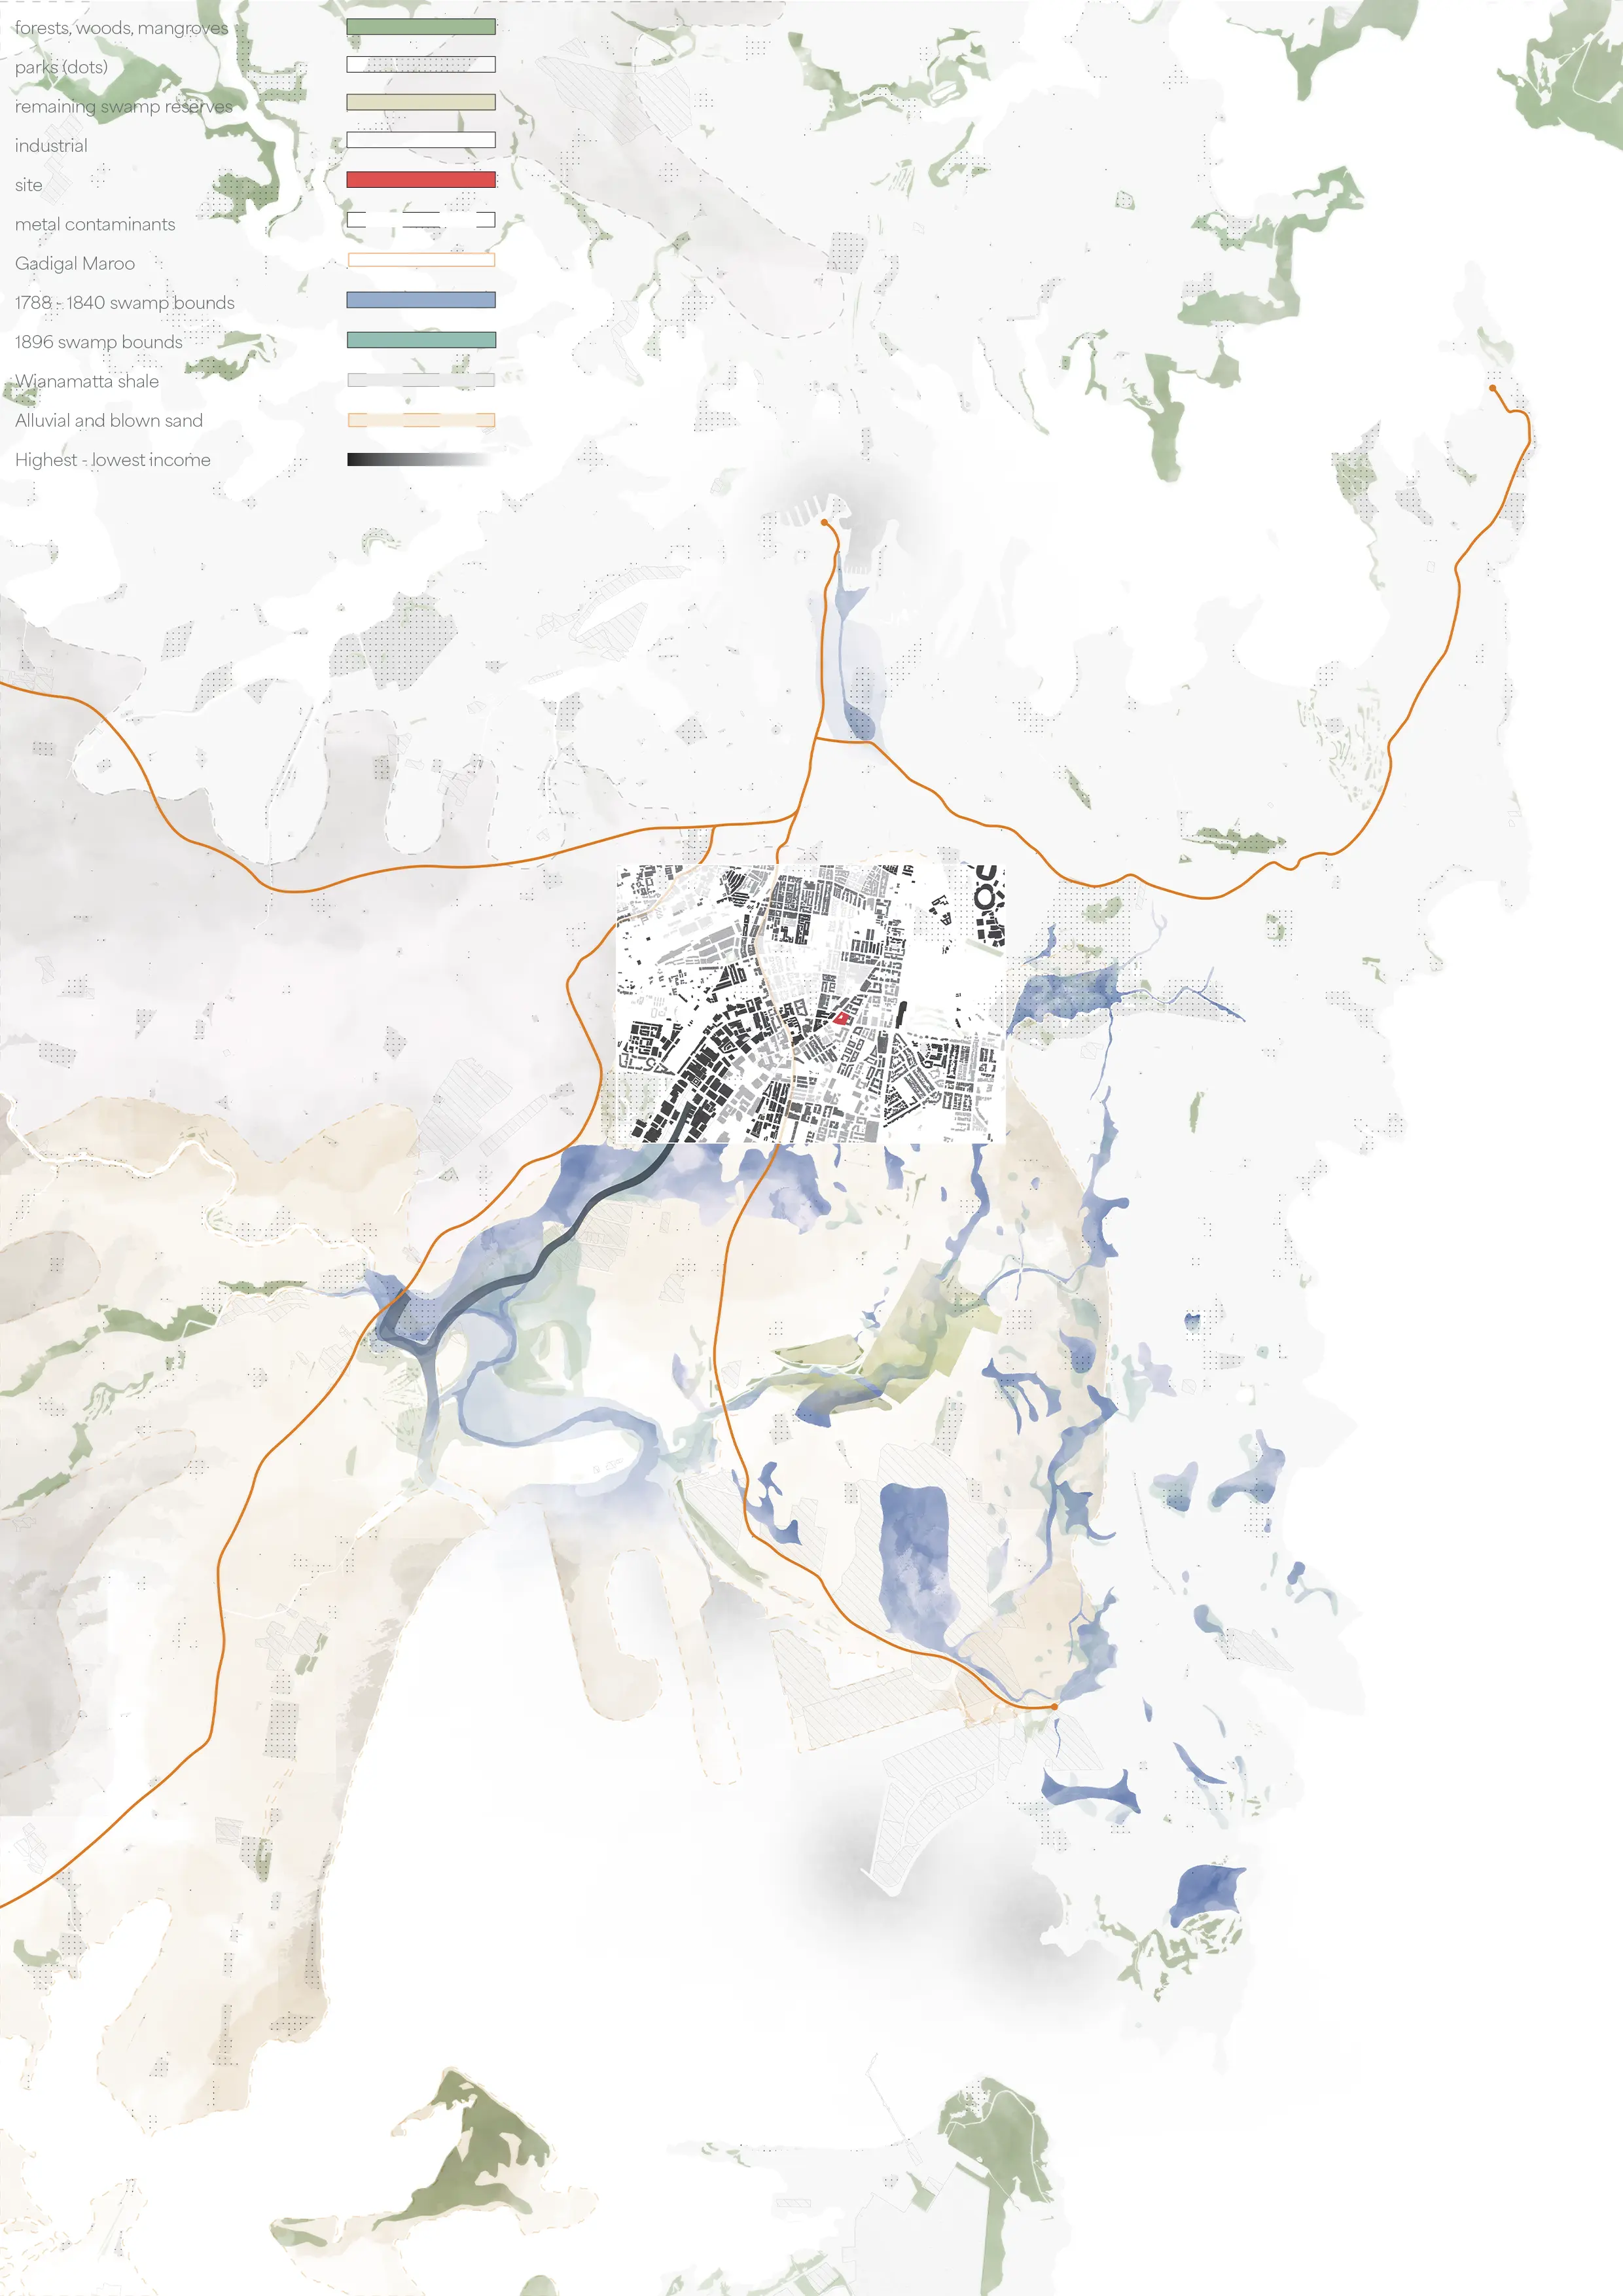 forests, woods, mangroves
parks (dots)
remaining swamp reserves
industrial
site
metal contaminants
Gadigal Maroo
1788 - 1840 swamp bounds
1896 swamp bounds
Wianamatta shale
Alluvial and blown sand
Highest - lowest income